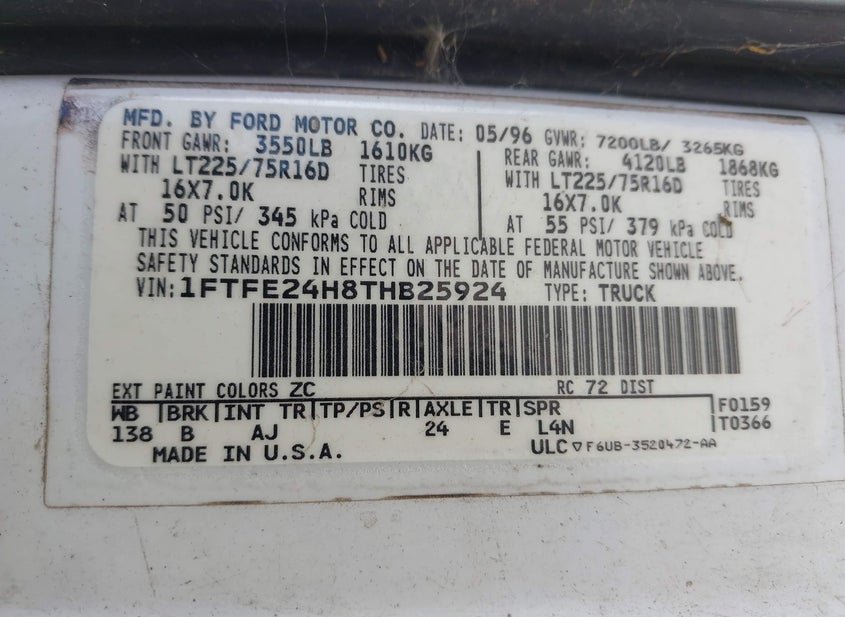 MFD. BY FORD MOTOR CO. DATE: 05/96 GVWR: 7200LB/ 3265KG
FRONT GAWR: 3550LB 1610KG
WITH LT225/75R16D TIRES
16X7.0K RIMS
AT 50 PSI/ 345 kPa COLD
REAR GAWR: 4120LB 1868KG
WITH LT225/75R16D TIRES
16X7.0K RIMS
AT 55 PSI/ 379 kPa COLD
THIS VEHICLE CONFORMS TO ALL APPLICABLE FEDERAL MOTOR VEHICLE
SAFETY STANDARDS IN EFFECT ON THE DATE OF MANUFACTURE SHOWN ABOVE.
VIN: 1FTFE24H8THB25924 TYPE: TRUCK
EXT PAINT COLORS ZC RC 72 DIST
WB |BRK|INT TR|TP/PS|R|AXLE|TR|SPR |F0159
138 B AJ 24 E L4N |T0366
MADE IN U.S.A. ULC ▽F6UB-3520472-AA